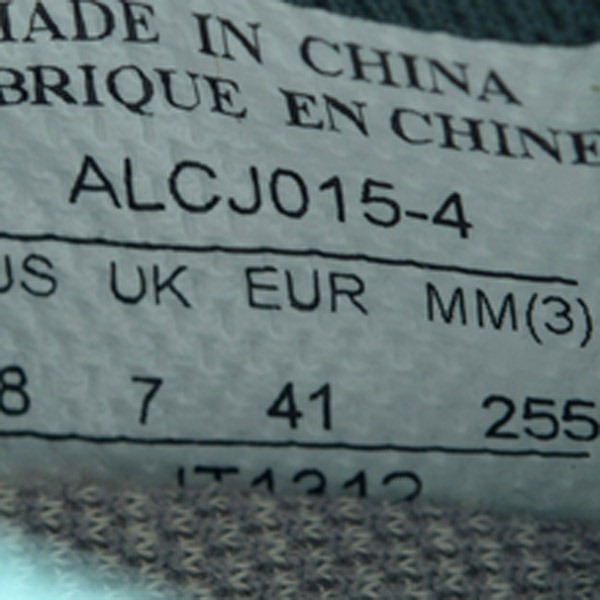 MADE IN CHINA
FABRIQUE EN CHINE
ALCJ015-4
US UK EUR MM(3)
8 7 41 255